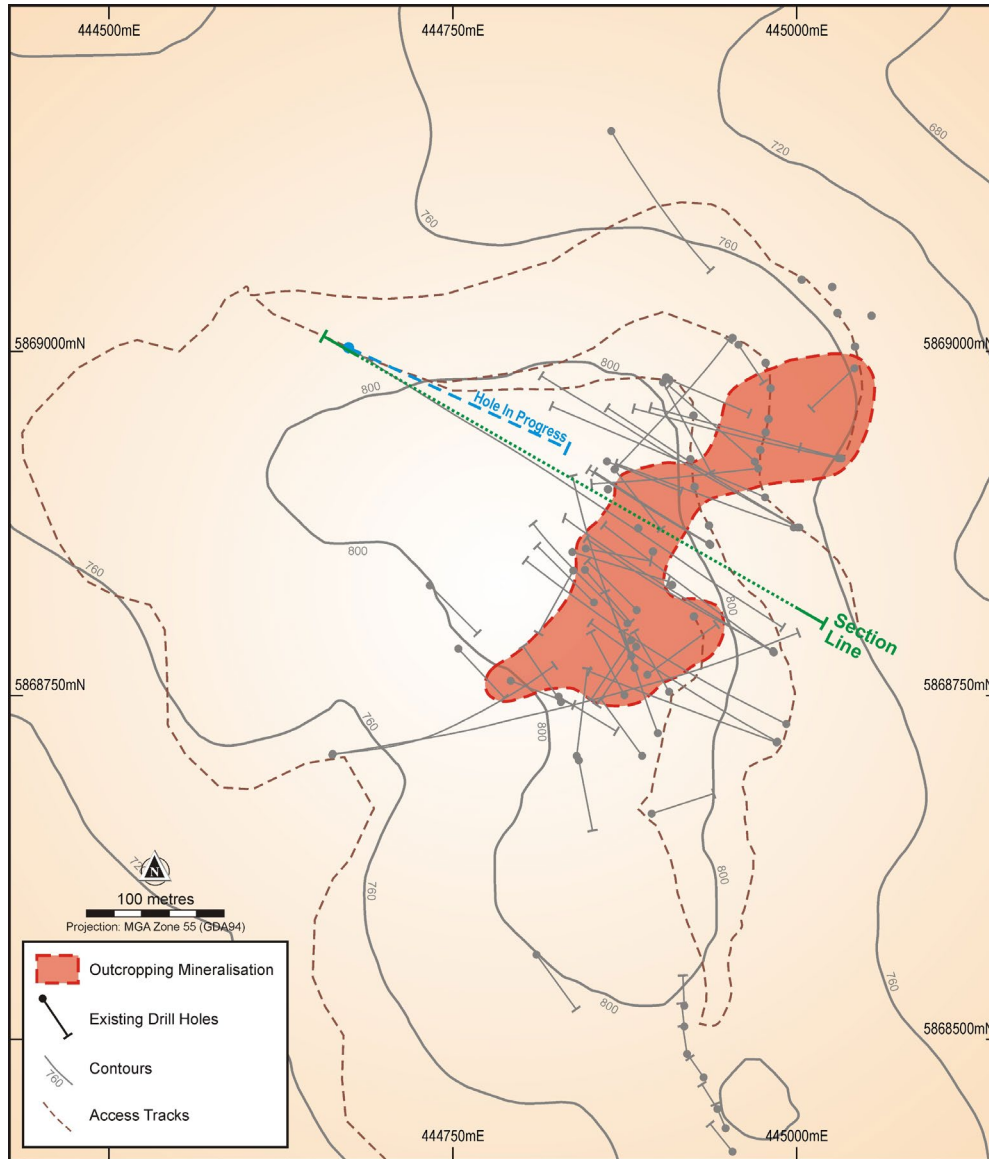 444500mE
444750mE
445000mE
680
720
760
760
5869000mN
5869000mN
800
800
Hole In Progress
800
760
800
Section
Line
5868750mN
5868750mN
760
800
800
760
760
800
5868500mN
N
100 metres
Projection: MGA Zone 55 (GDA94)
Outcropping Mineralisation
Existing Drill Holes
760
Contours
Access Tracks
444750mE
445000mE